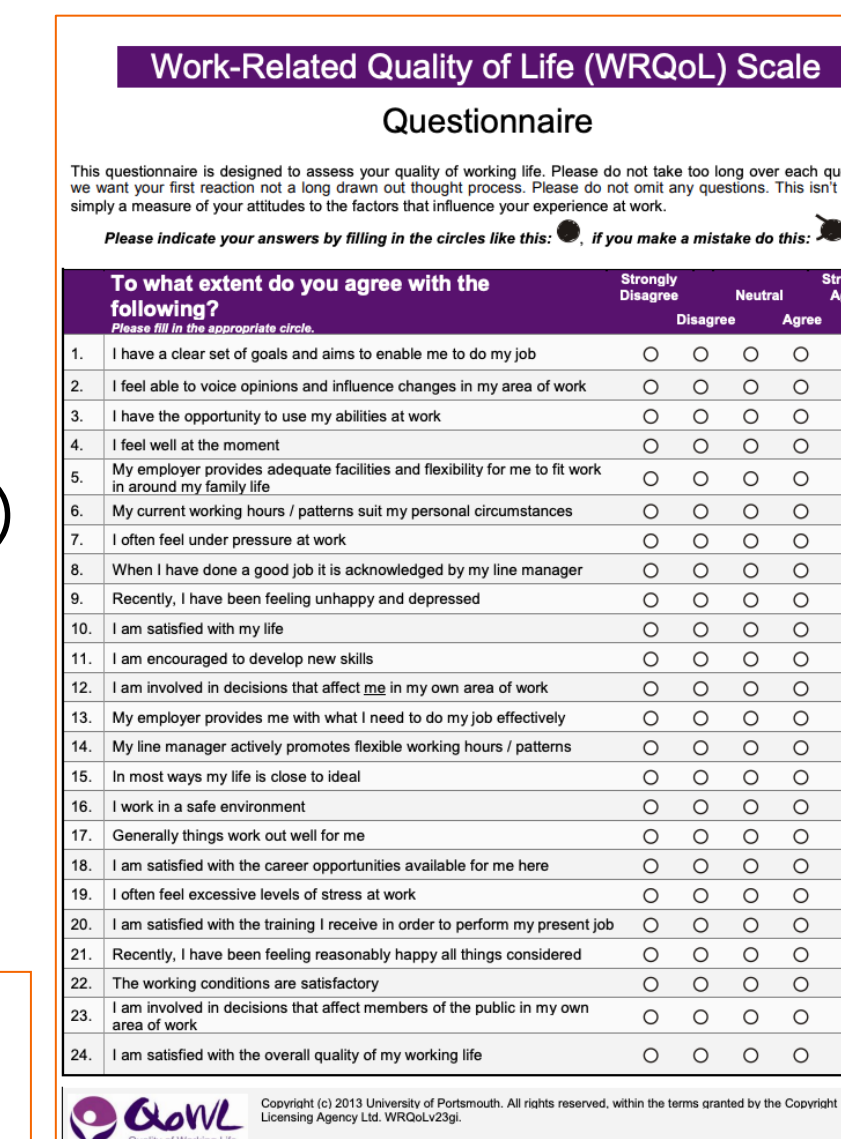 Work-Related Quality of Life (WRQoL) Scale
Questionnaire
This questionnaire is designed to assess your quality of working life. Please do not take too long over each qu
we want your first reaction not a long drawn out thought process. Please do not omit any questions. This isn't
simply a measure of your attitudes to the factors that influence your experience at work.
Please indicate your answers by filling in the circles like this: , if you make a mistake do this:
To what extent do you agree with the
following?
Please fill in the appropriate circle.
Strongly
Disagree
Disagree
Neutral
Agree
1. I have a clear set of goals and aims to enable me to do my job
2. I feel able to voice opinions and influence changes in my area of work
3. I have the opportunity to use my abilities at work
4. I feel well at the moment
5. My employer provides adequate facilities and flexibility for me to fit work
in around my family life
6. My current working hours / patterns suit my personal circumstances
7. I often feel under pressure at work
8. When I have done a good job it is acknowledged by my line manager
9. Recently, I have been feeling unhappy and depressed
10. I am satisfied with my life
11. I am encouraged to develop new skills
12. I am involved in decisions that affect me in my own area of work
13. My employer provides me with what I need to do my job effectively
14. My line manager actively promotes flexible working hours / patterns
15. In most ways my life is close to ideal
16. I work in a safe environment
17. Generally things work out well for me
18. I am satisfied with the career opportunities available for me here
19. I often feel excessive levels of stress at work
20. I am satisfied with the training I receive in order to perform my present job
21. Recently, I have been feeling reasonably happy all things considered
22. The working conditions are satisfactory
23. I am involved in decisions that affect members of the public in my own
area of work
24. I am satisfied with the overall quality of my working life
QoWL
Copyright (c) 2013 University of Portsmouth. All rights reserved, within the terms granted by the Copyright
Licensing Agency Ltd. WRQoLv23gi.